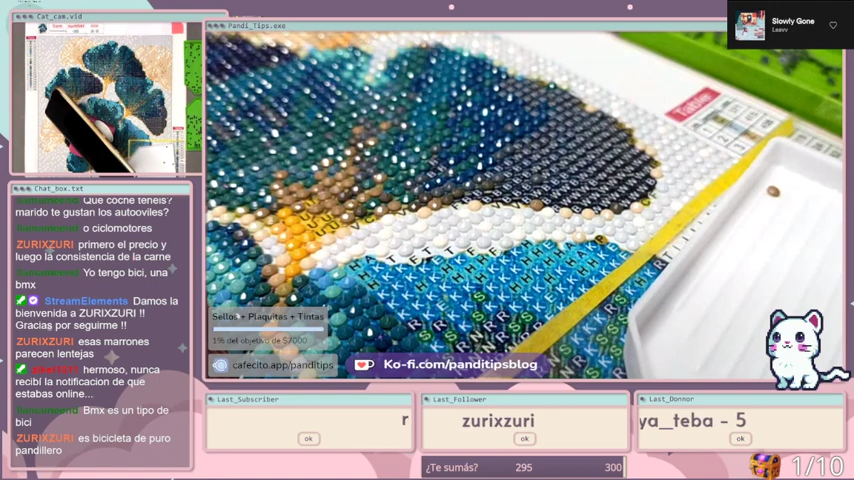 Cat_cam.vid
Pandi_Tips.exe
Slowly Gone
Leavv
Table
Chat_box.txt
Que coche teneis?
marido te gustan los autooviles?
o ciclomotores
ZURIXZURI primero el precio y
luego la consistencia de la carne
Yo tengo bici, una
bmx
StreamElements Damos la
bienvenida a ZURIXZURI !!
Gracias por seguirme !!
ZURIXZURI esas marrones
parecen lentejas
hermoso, nunca
recibí la notificacion de que
estabas online...
Bmx es un tipo de
bici
ZURIXZURI es bicicleta de puro
pandillero
Sellos + Plaquitas + Tintas
1% del objetivo de $7000
cafecito.app/panditips
Ko-fi.com/panditipsblog
Last_Subscriber
r
ok
Last_Follower
zurixzuri
ok
Last_Donnor
ya_teba - 5
ok
¿Te sumás? 295 300
1/10